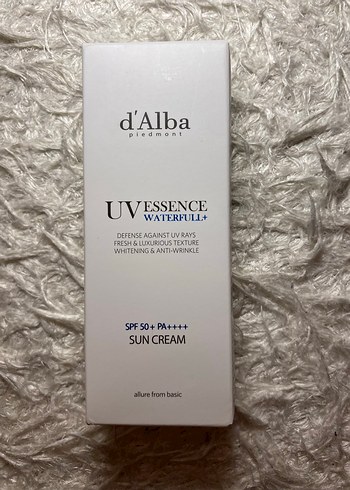 d'Alba
piedmont
UV ESSENCE
WATERFULL+
DEFENSE AGAINST UV RAYS
FRESH & LUXURIOUS TEXTURE
WHITENING & ANTI-WRINKLE
SPF 50+ PA++++
SUN CREAM
allure from basic